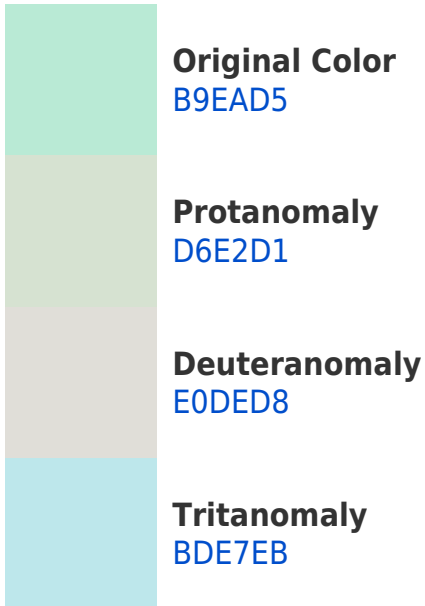 Original Color
B9EAD5
Protanomaly
D6E2D1
Deuteranomaly
E0DED8
Tritanomaly
BDE7EB